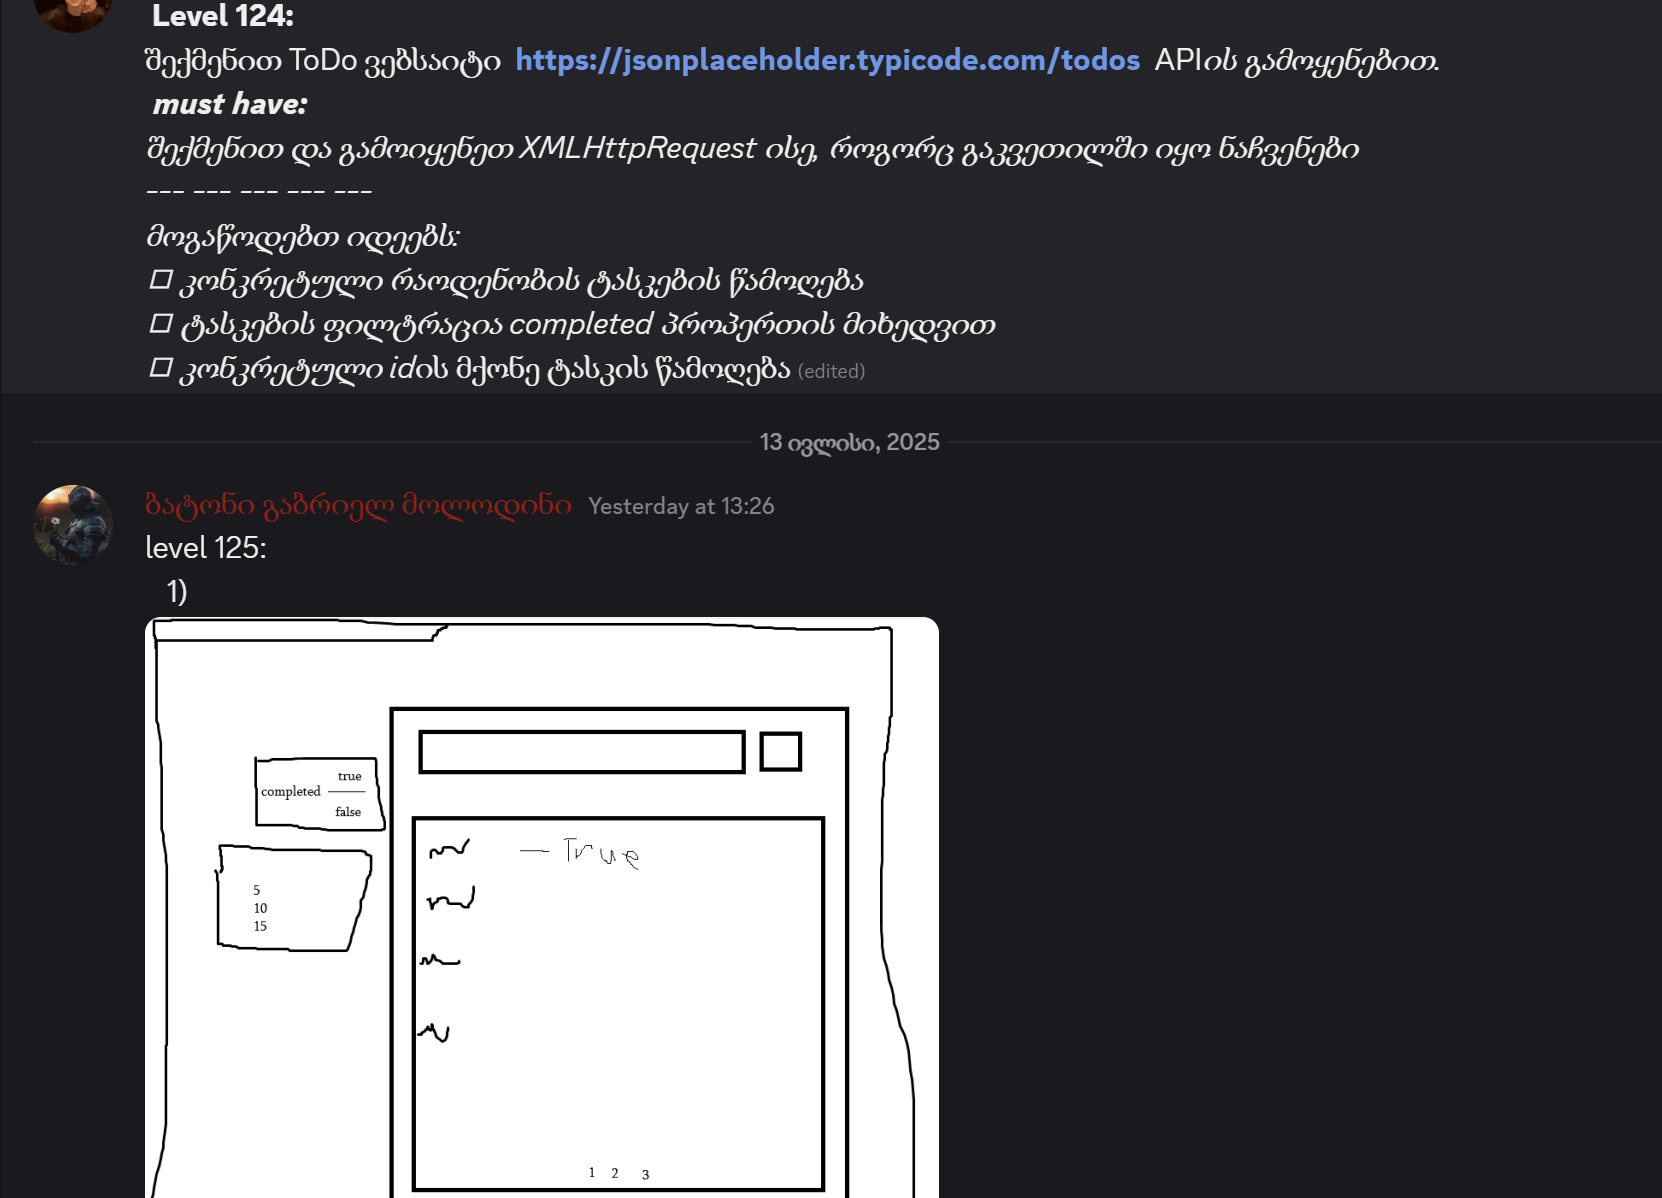 Level 124:
შექმენით ToDo ვებსაიტი https://jsonplaceholder.typicode.com/todos APIის გამოყენებით.
must have:
შექმენით და გამოიყენეთ XMLHttpRequest ისე, როგორც გაკვეთილში იყო ნაჩვენები
--- --- --- --- ---
მოგაწოდებთ იდეებს:
□ კონკრეტული რაოდენობის ტასკების წამოღება
□ ტასკების ფილტრაცია completed პროპერთის მიხედვით
□ კონკრეტული idის მქონე ტასკის წამოღება (edited)
13 ივლისი, 2025
ბატონი გაბრიელ მოლოდინი Yesterday at 13:26
level 125:
1)
true
completed
false
— True
5
10
15
1 2 3